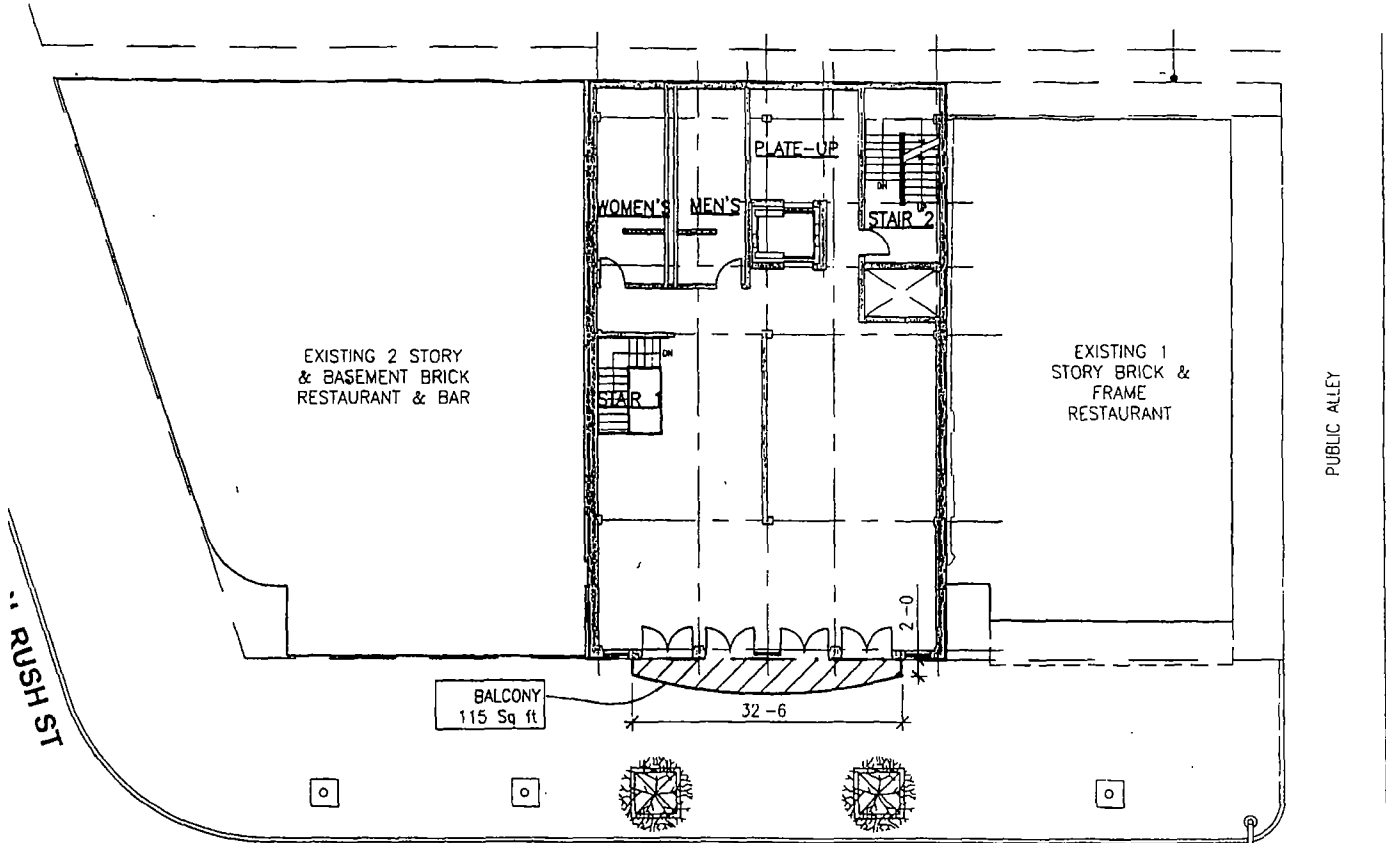 PLATE-UP
WOMEN'S
MEN'S
DN
UP
STAIR 2
EXISTING 2 STORY
& BASEMENT BRICK
RESTAURANT & BAR
DN
STAIR
EXISTING 1
STORY BRICK &
FRAME
RESTAURANT
PUBLIC ALLEY
2-0
RUSH ST
BALCONY
115 Sq ft
32-6